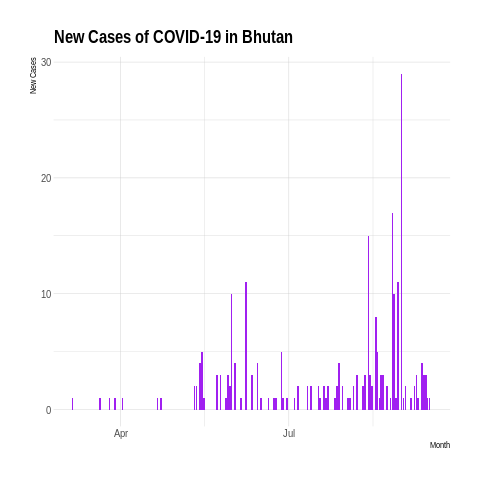 New Cases of COVID-19 in Bhutan
New Cases
30
20
10
0
Apr
Jul
Month